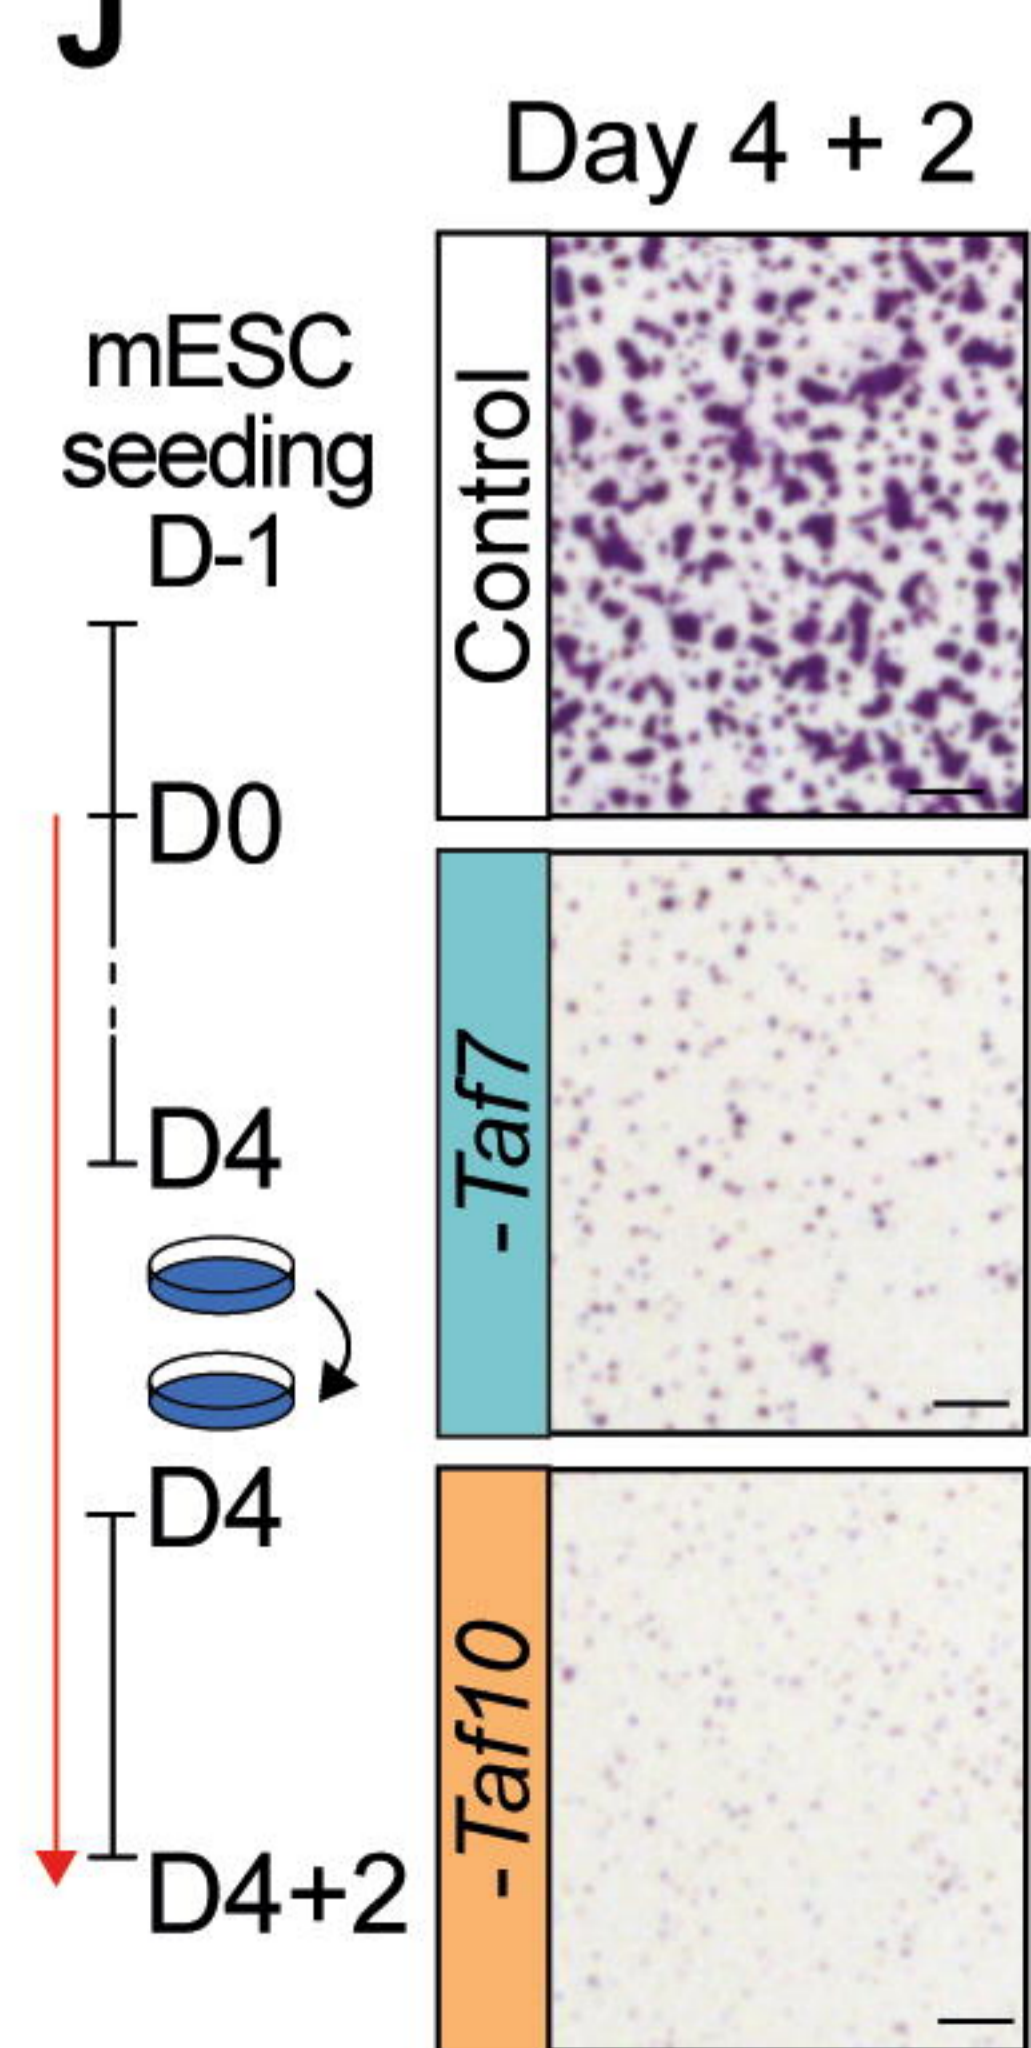 J
Day 4 + 2
mESC
seeding
D-1
D0
D4
D4
D4+2
Control
-Taf7
-Taf10